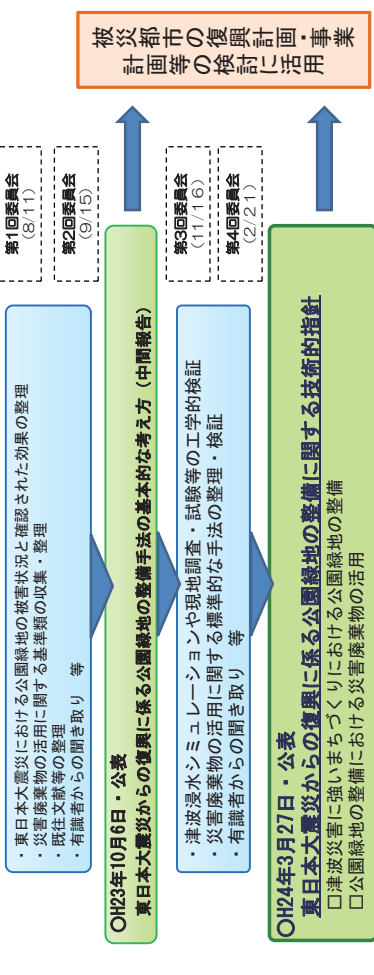 ・東日本大震災における公園緑地の被害状況と確認された効果の整理
・災害廃棄物の活用に関する基準類の収集・整理
・既往文献等の整理
・有識者からの聞き取り　等
第1回委員会
(8/11)
第2回委員会
(9/15)
〇H23年10月6日・公表
東日本大震災からの復興に係る公園緑地の整備手法の基本的な考え方（中間報告）
・津波浸水シミュレーションや現地調査・試験等の工学的検証
・災害廃棄物の活用に関する標準的な手法の整理・検証
・有識者からの聞き取り　等
第3回委員会
(11/16)
第4回委員会
(2/21)
〇H24年3月27日・公表
東日本大震災からの復興に係る公園緑地の整備に関する技術的指針
□津波災害に強いまちづくりにおける公園緑地の整備
□公園緑地の整備における災害廃棄物の活用
被災都市の復興計画・事業
計画等の検討に活用